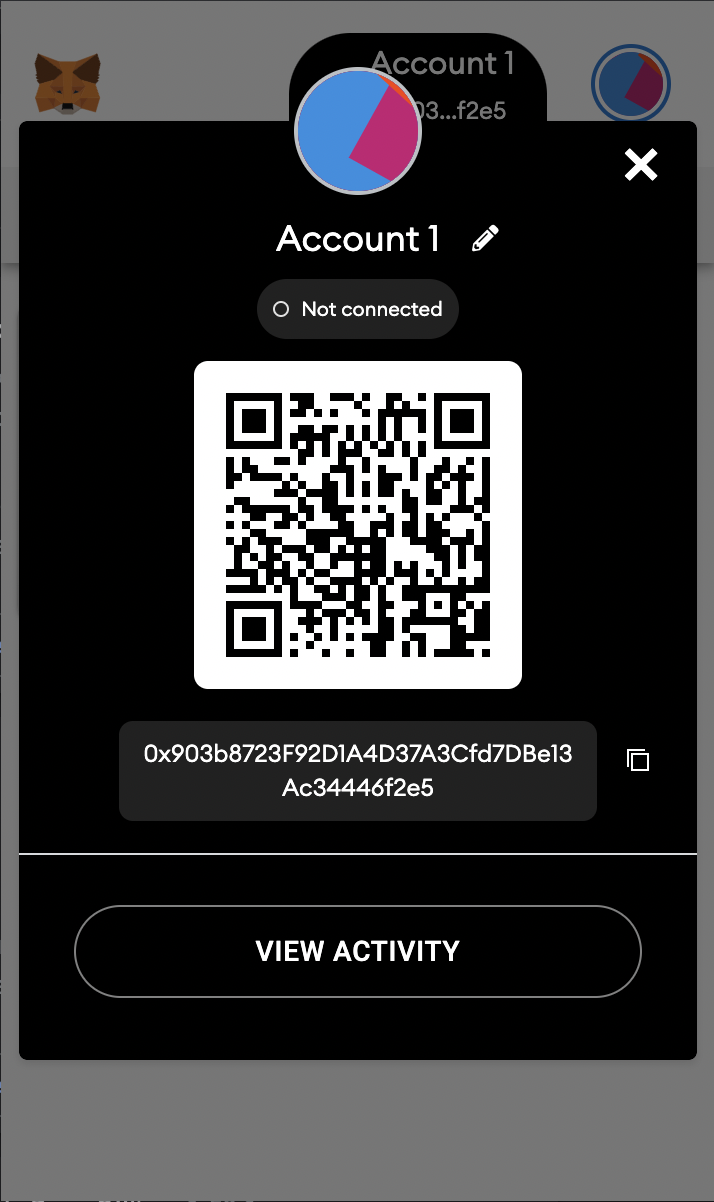 Account 1
03...f2e5
Account 1
Not connected
0x903b8723F92D1A4D37A3Cfd7DBe13
Ac34446f2e5
VIEW ACTIVITY